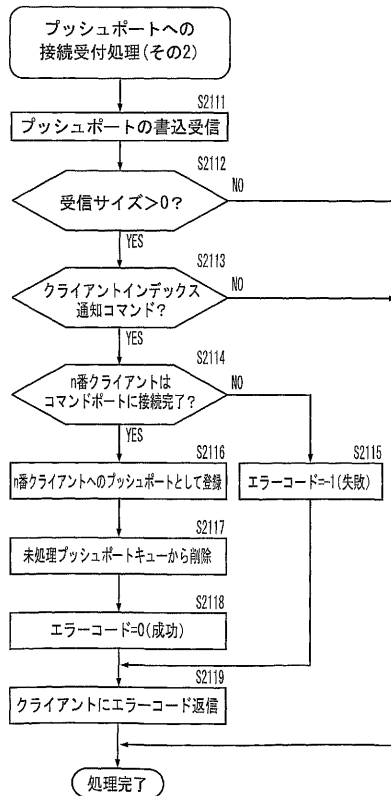 プッシュポートへの
接続受付処理(その2)
S2111
プッシュポートの書込受信
S2112
受信サイズ>0?
NO
YES
S2113
クライアントインデックス
通知コマンド?
NO
YES
S2114
n番クライアントは
コマンドポートに接続完了?
NO
YES
S2116
n番クライアントへのプッシュポートとして登録
S2115
エラーコード=-1(失敗)
S2117
未処理プッシュポートキューから削除
S2118
エラーコード=0(成功)
S2119
クライアントにエラーコード返信
処理完了